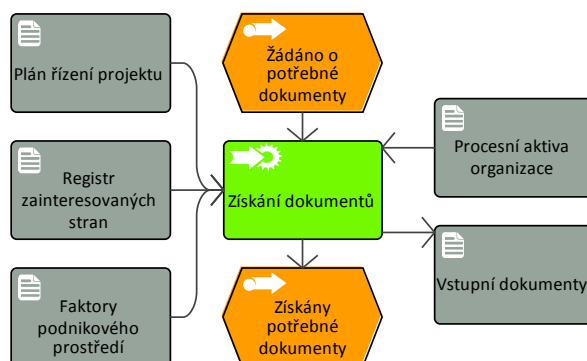 Plán řízení projektu
Žádáno o
potřebné
dokumenty
Procesní aktiva
organizace
Registr
zainteresovaných
stran
Získání dokumentů
Vstupní dokumenty
Faktory
podnikového
prostředí
Získány
potřebné
dokumenty